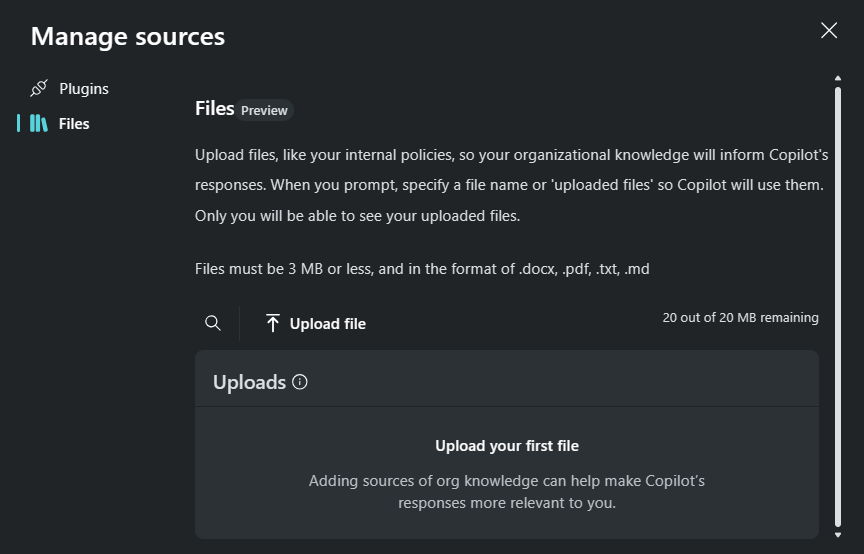 Manage sources
Plugins
Files
Files Preview
Upload files, like your internal policies, so your organizational knowledge will inform Copilot's
responses. When you prompt, specify a file name or 'uploaded files' so Copilot will use them.
Only you will be able to see your uploaded files.
Files must be 3 MB or less, and in the format of .docx, .pdf, .txt, .md
Upload file
20 out of 20 MB remaining
Uploads
Upload your first file
Adding sources of org knowledge can help make Copilot’s
responses more relevant to you.